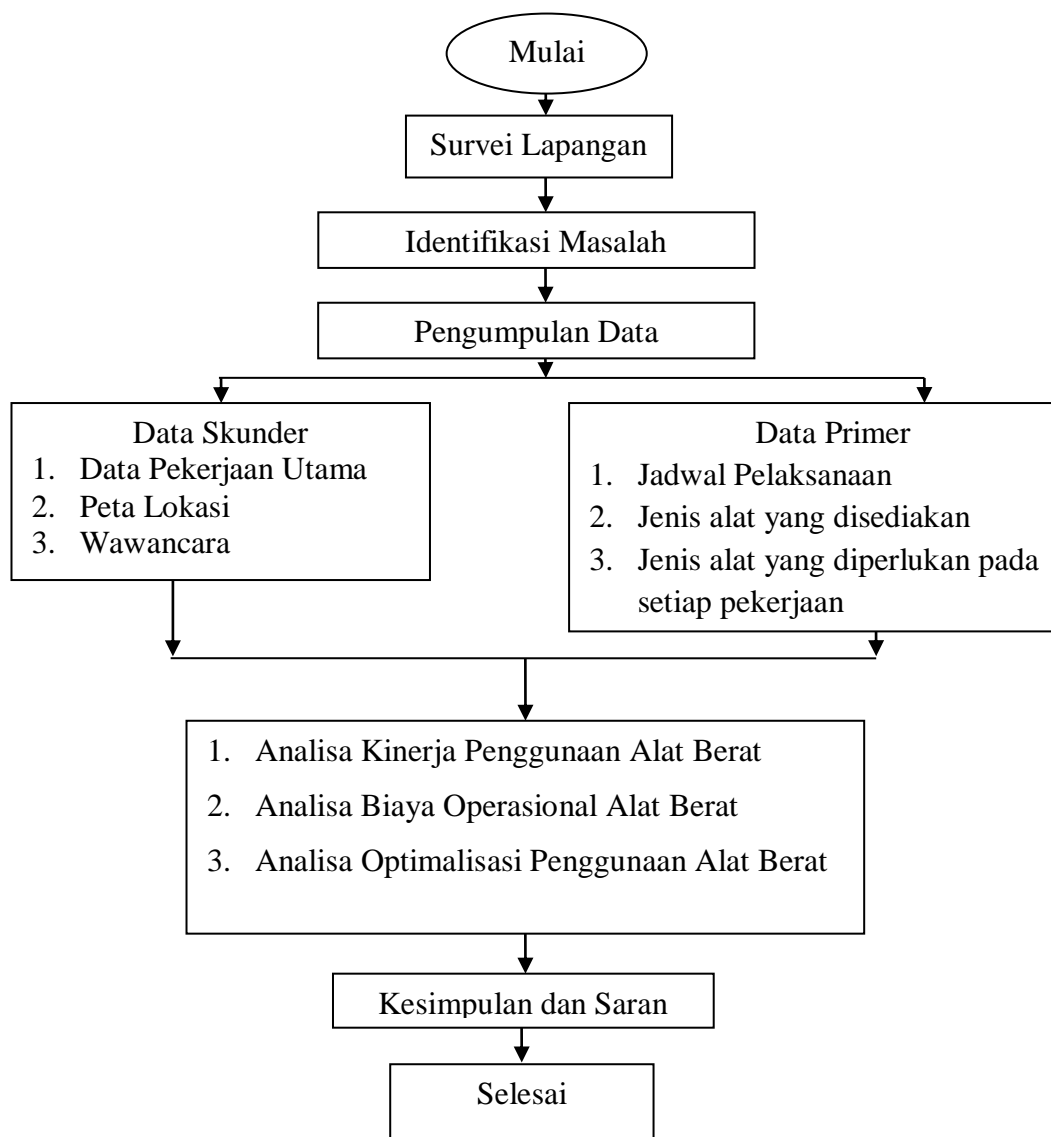 Mulai
Survei Lapangan
Identifikasi Masalah
Pengumpulan Data
Data Skunder
1. Data Pekerjaan Utama
2. Peta Lokasi
3. Wawancara
Data Primer
1. Jadwal Pelaksanaan
2. Jenis alat yang disediakan
3. Jenis alat yang diperlukan pada
setiap pekerjaan
1. Analisa Kinerja Penggunaan Alat Berat
2. Analisa Biaya Operasional Alat Berat
3. Analisa Optimalisasi Penggunaan Alat Berat
Kesimpulan dan Saran
Selesai